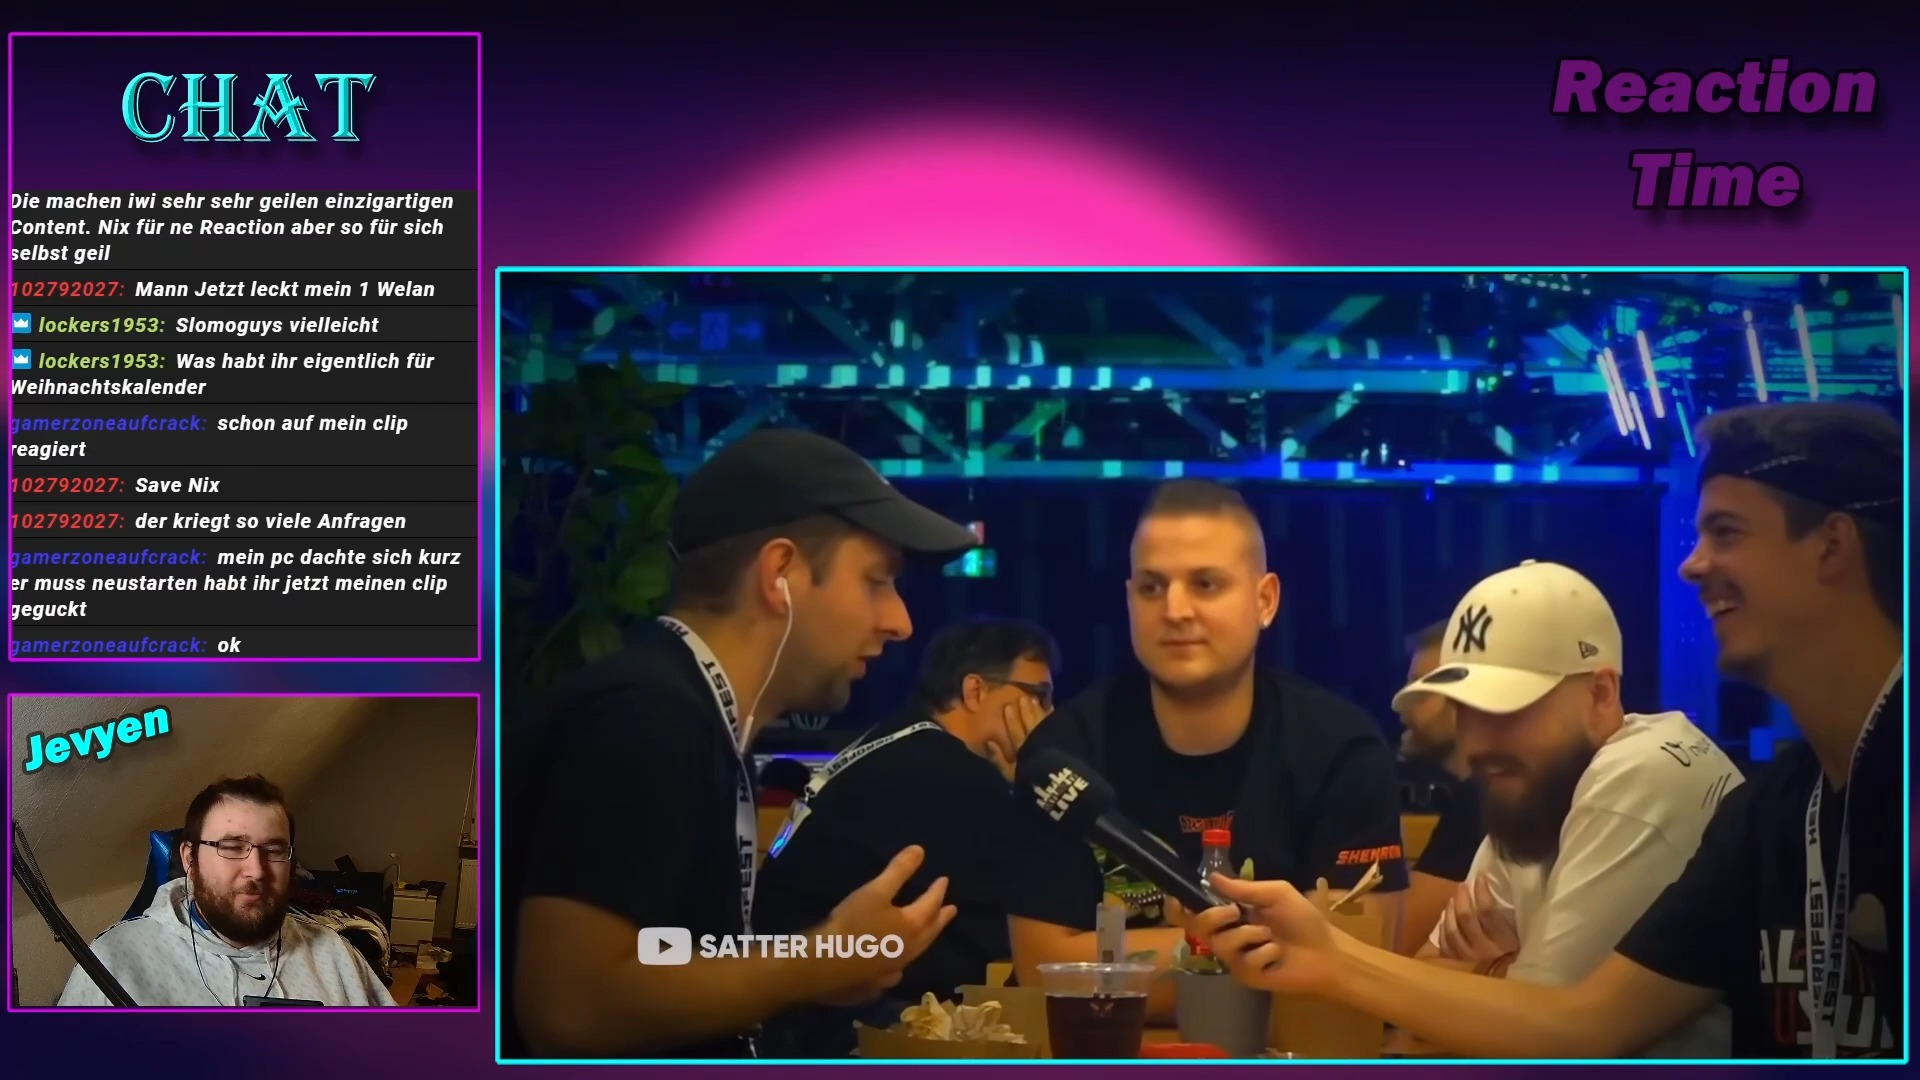 CHAT
Die machen iwi sehr sehr geilen einzigartigen
Content. Nix für ne Reaction aber so für sich
selbst geil
102792027: Mann Jetzt leckt mein 1 Welan
lockers1953: Slomoguys vielleicht
lockers1953: Was habt ihr eigentlich für
Weihnachtskalender
gamerzoneaufcrack: schon auf mein clip
reagiert
102792027: Save Nix
102792027: der kriegt so viele Anfragen
gamerzoneaufcrack: mein pc dachte sich kurz
er muss neustarten habt ihr jetzt meinen clip
geguckt
gamerzoneaufcrack: ok
Jevyen
Reaction
Time
NY
LIVE
HEROFEST
SATTER HUGO